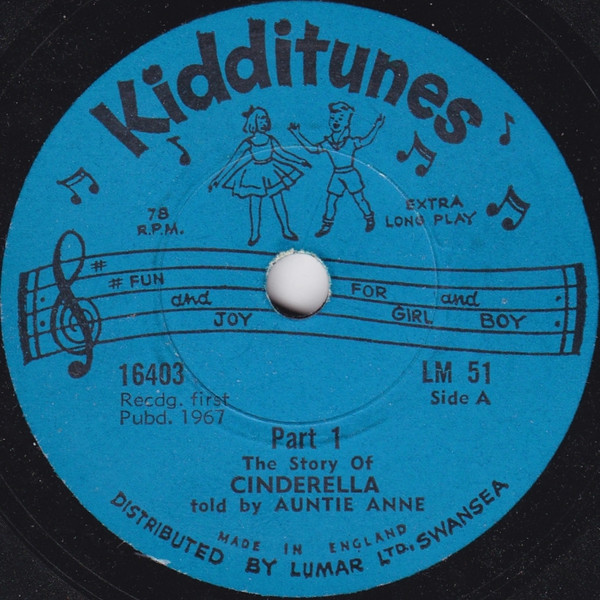 Kidditunes
78
R.P.M.
EXTRA
LONG PLAY
# FUN and JOY FOR GIRL and BOY
16403
Recdg. first
Pubd. 1967
LM 51
Side A
Part 1
The Story Of
CINDERELLA
told by AUNTIE ANNE
MADE IN ENGLAND
DISTRIBUTED BY LUMAR LTD., SWANSEA